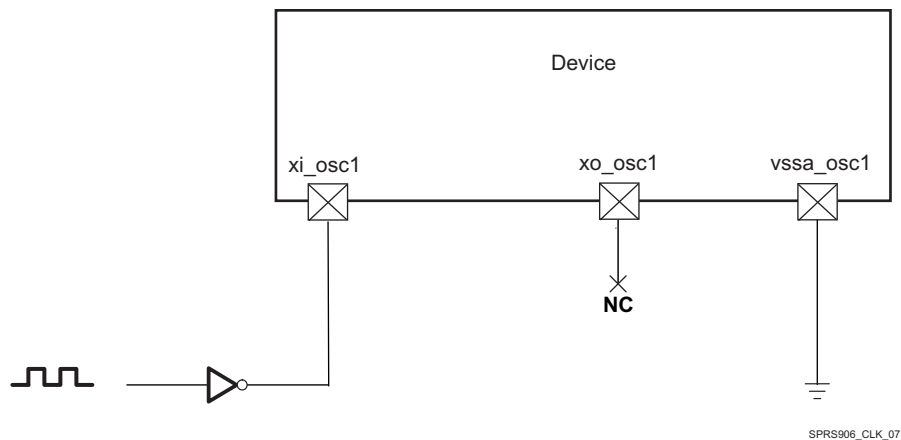 Device
xi_osc1
xo_osc1
vssa_osc1
NC
SPRS906_CLK_07